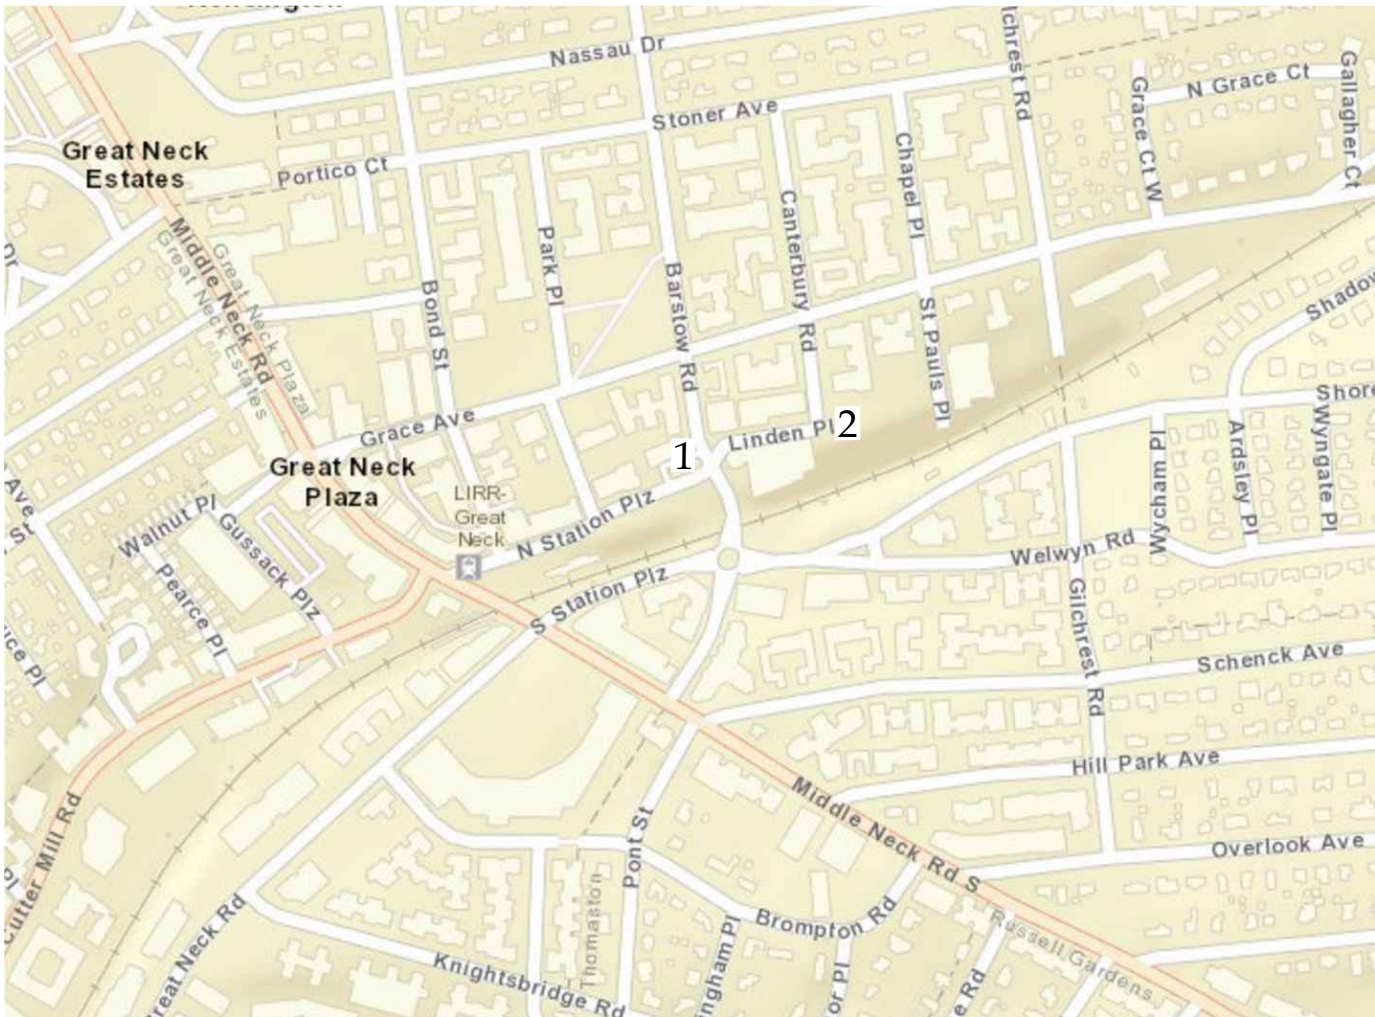 Nassau Dr
Stoner Ave
Portico Ct
Great Neck
Estates
N Grace Ct
Gallagher Ct
Grace Ct W
Chapel Pl
Canterbury Rd
Park Pl
Barstow Rd
Bond St
Middle Neck Rd
Great Neck Plaza
Great Neck Estates
St Pauls Pl
Grace Ave
Linden Pl
1
2
Great Neck
Plaza
LIRR-
Great
Neck
N Station Plz
S Station Plz
Walnut Pl
Gussack Plz
Pearce Pl
Welwyn Rd
Wycham Pl
Ardsley Pl
Wyngate Pl
Gilchrest Rd
Schenck Ave
Hill Park Ave
Overlook Ave
Middle Neck Rd S
Pont St
Cutter Mill Rd
Great Neck Rd
Thomaston
Brompton Rd
Knightsbridge Rd
Russell Gardens